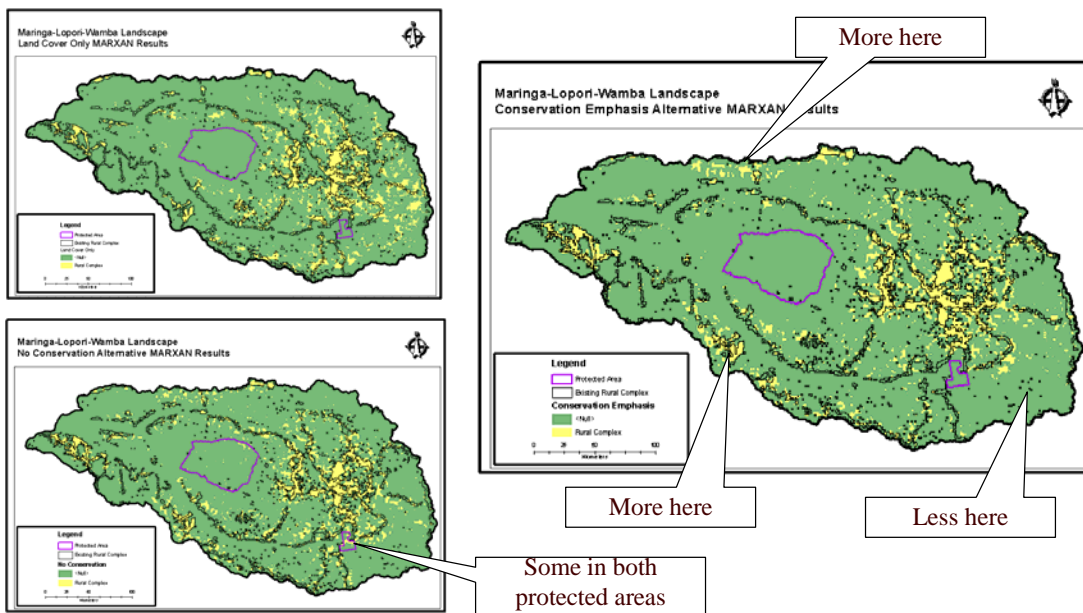 Maringa-Lopori-Wamba Landscape
Land Cover Only MARXAN Results
Legend
Protected Area
Existing Rural Complex
Land Cover Only
<Null>
Rural Complex
More here
Maringa-Lopori-Wamba Landscape
Conservation Emphasis Alternative MARXAN Results
Legend
Protected Area
Existing Rural Complex
Conservation Emphasis
<Null>
Rural Complex
More here
Less here
Maringa-Lopori-Wamba Landscape
No Conservation Alternative MARXAN Results
Legend
Protected Area
Existing Rural Complex
No Conservation
<Null>
Rural Complex
Some in both
protected areas